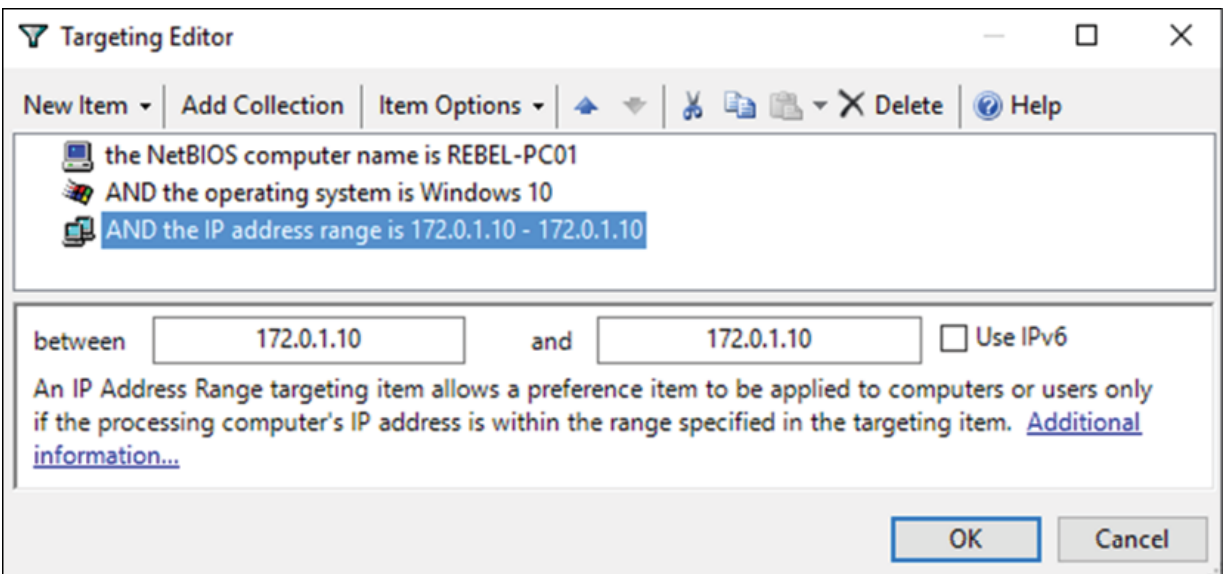 Targeting Editor
New Item Add Collection Item Options Delete Help
the NetBIOS computer name is REBEL-PC01
AND the operating system is Windows 10
AND the IP address range is 172.0.1.10 - 172.0.1.10
between 172.0.1.10 and 172.0.1.10 Use IPv6
An IP Address Range targeting item allows a preference item to be applied to computers or users only
if the processing computer's IP address is within the range specified in the targeting item. Additional
information...
OK Cancel